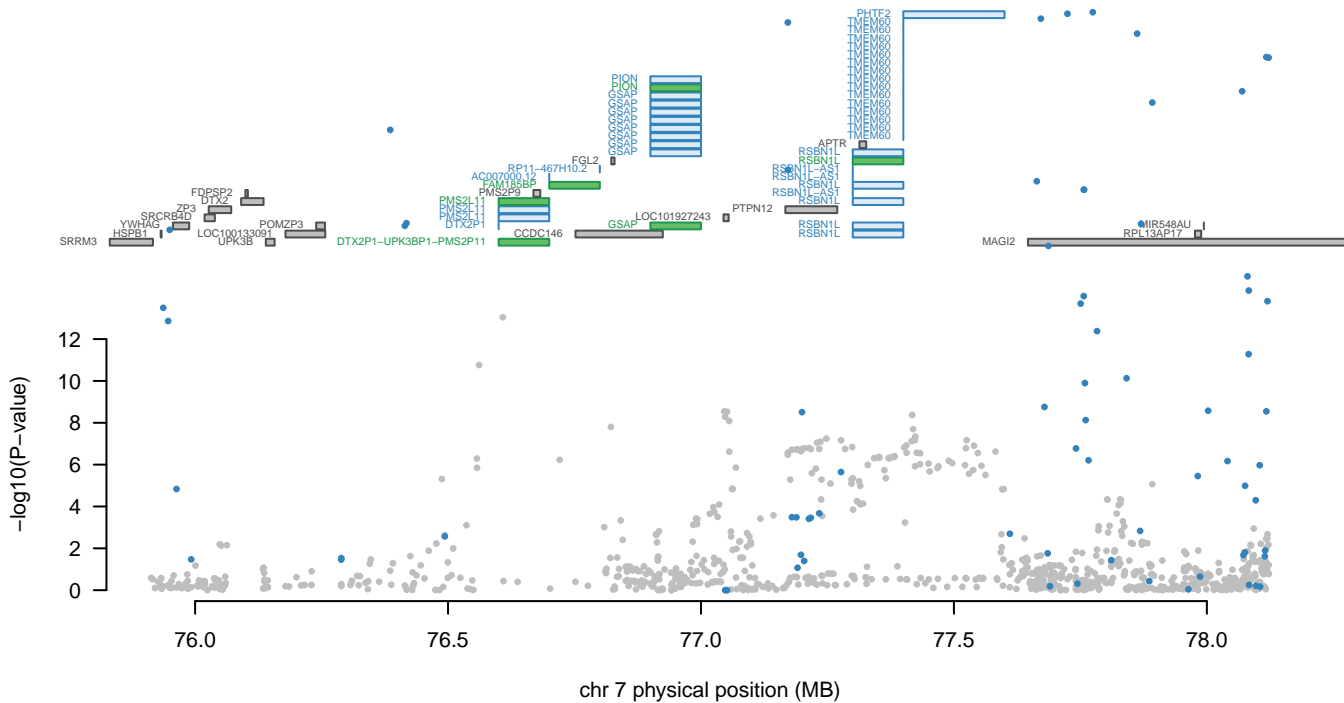 PHTF2
TMEM60
TMEM60
TMEM60
TMEM60
TMEM60
TMEM60
TMEM60
TMEM60
PION
TMEM60
PION
TMEM60
GSAP
TMEM60
GSAP
TMEM60
GSAP
TMEM60
GSAP
TMEM60
GSAP
TMEM60
GSAP
TMEM60
GSAP
APTR
GSAP
RSBN1L
FGL2
RSBN1L
RP11−467H10.2
RSBN1L−AS1
AC007000.12
RSBN1L−AS1
FAM185BP
RSBN1L
FDPSP2
PMS2P9
RSBN1L−AS1
DTX2
PMS2L11
RSBN1L
ZP3
PMS2L11
PTPN12
SRCRB4D
PMS2L11
LOC101927243
YWHAG
POMZP3
DTX2P1
GSAP
RSBN1L
MIR548AU
HSPB1
LOC100133091
CCDC146
RSBN1L
RPL13AP17
SRRM3
UPK3B
DTX2P1−UPK3BP1−PMS2P11
MAGI2
12
10
8
6
4
2
0
−log10(P−value)
76.0 76.5 77.0 77.5 78.0
chr 7 physical position (MB)